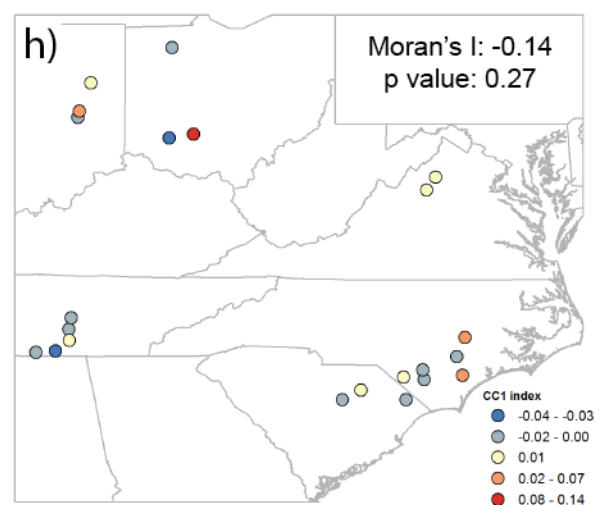 h)
Moran's I: -0.14
p value: 0.27
CC1 index
-0.04 - -0.03
-0.02 - 0.00
0.01
0.02 - 0.07
0.08 - 0.14